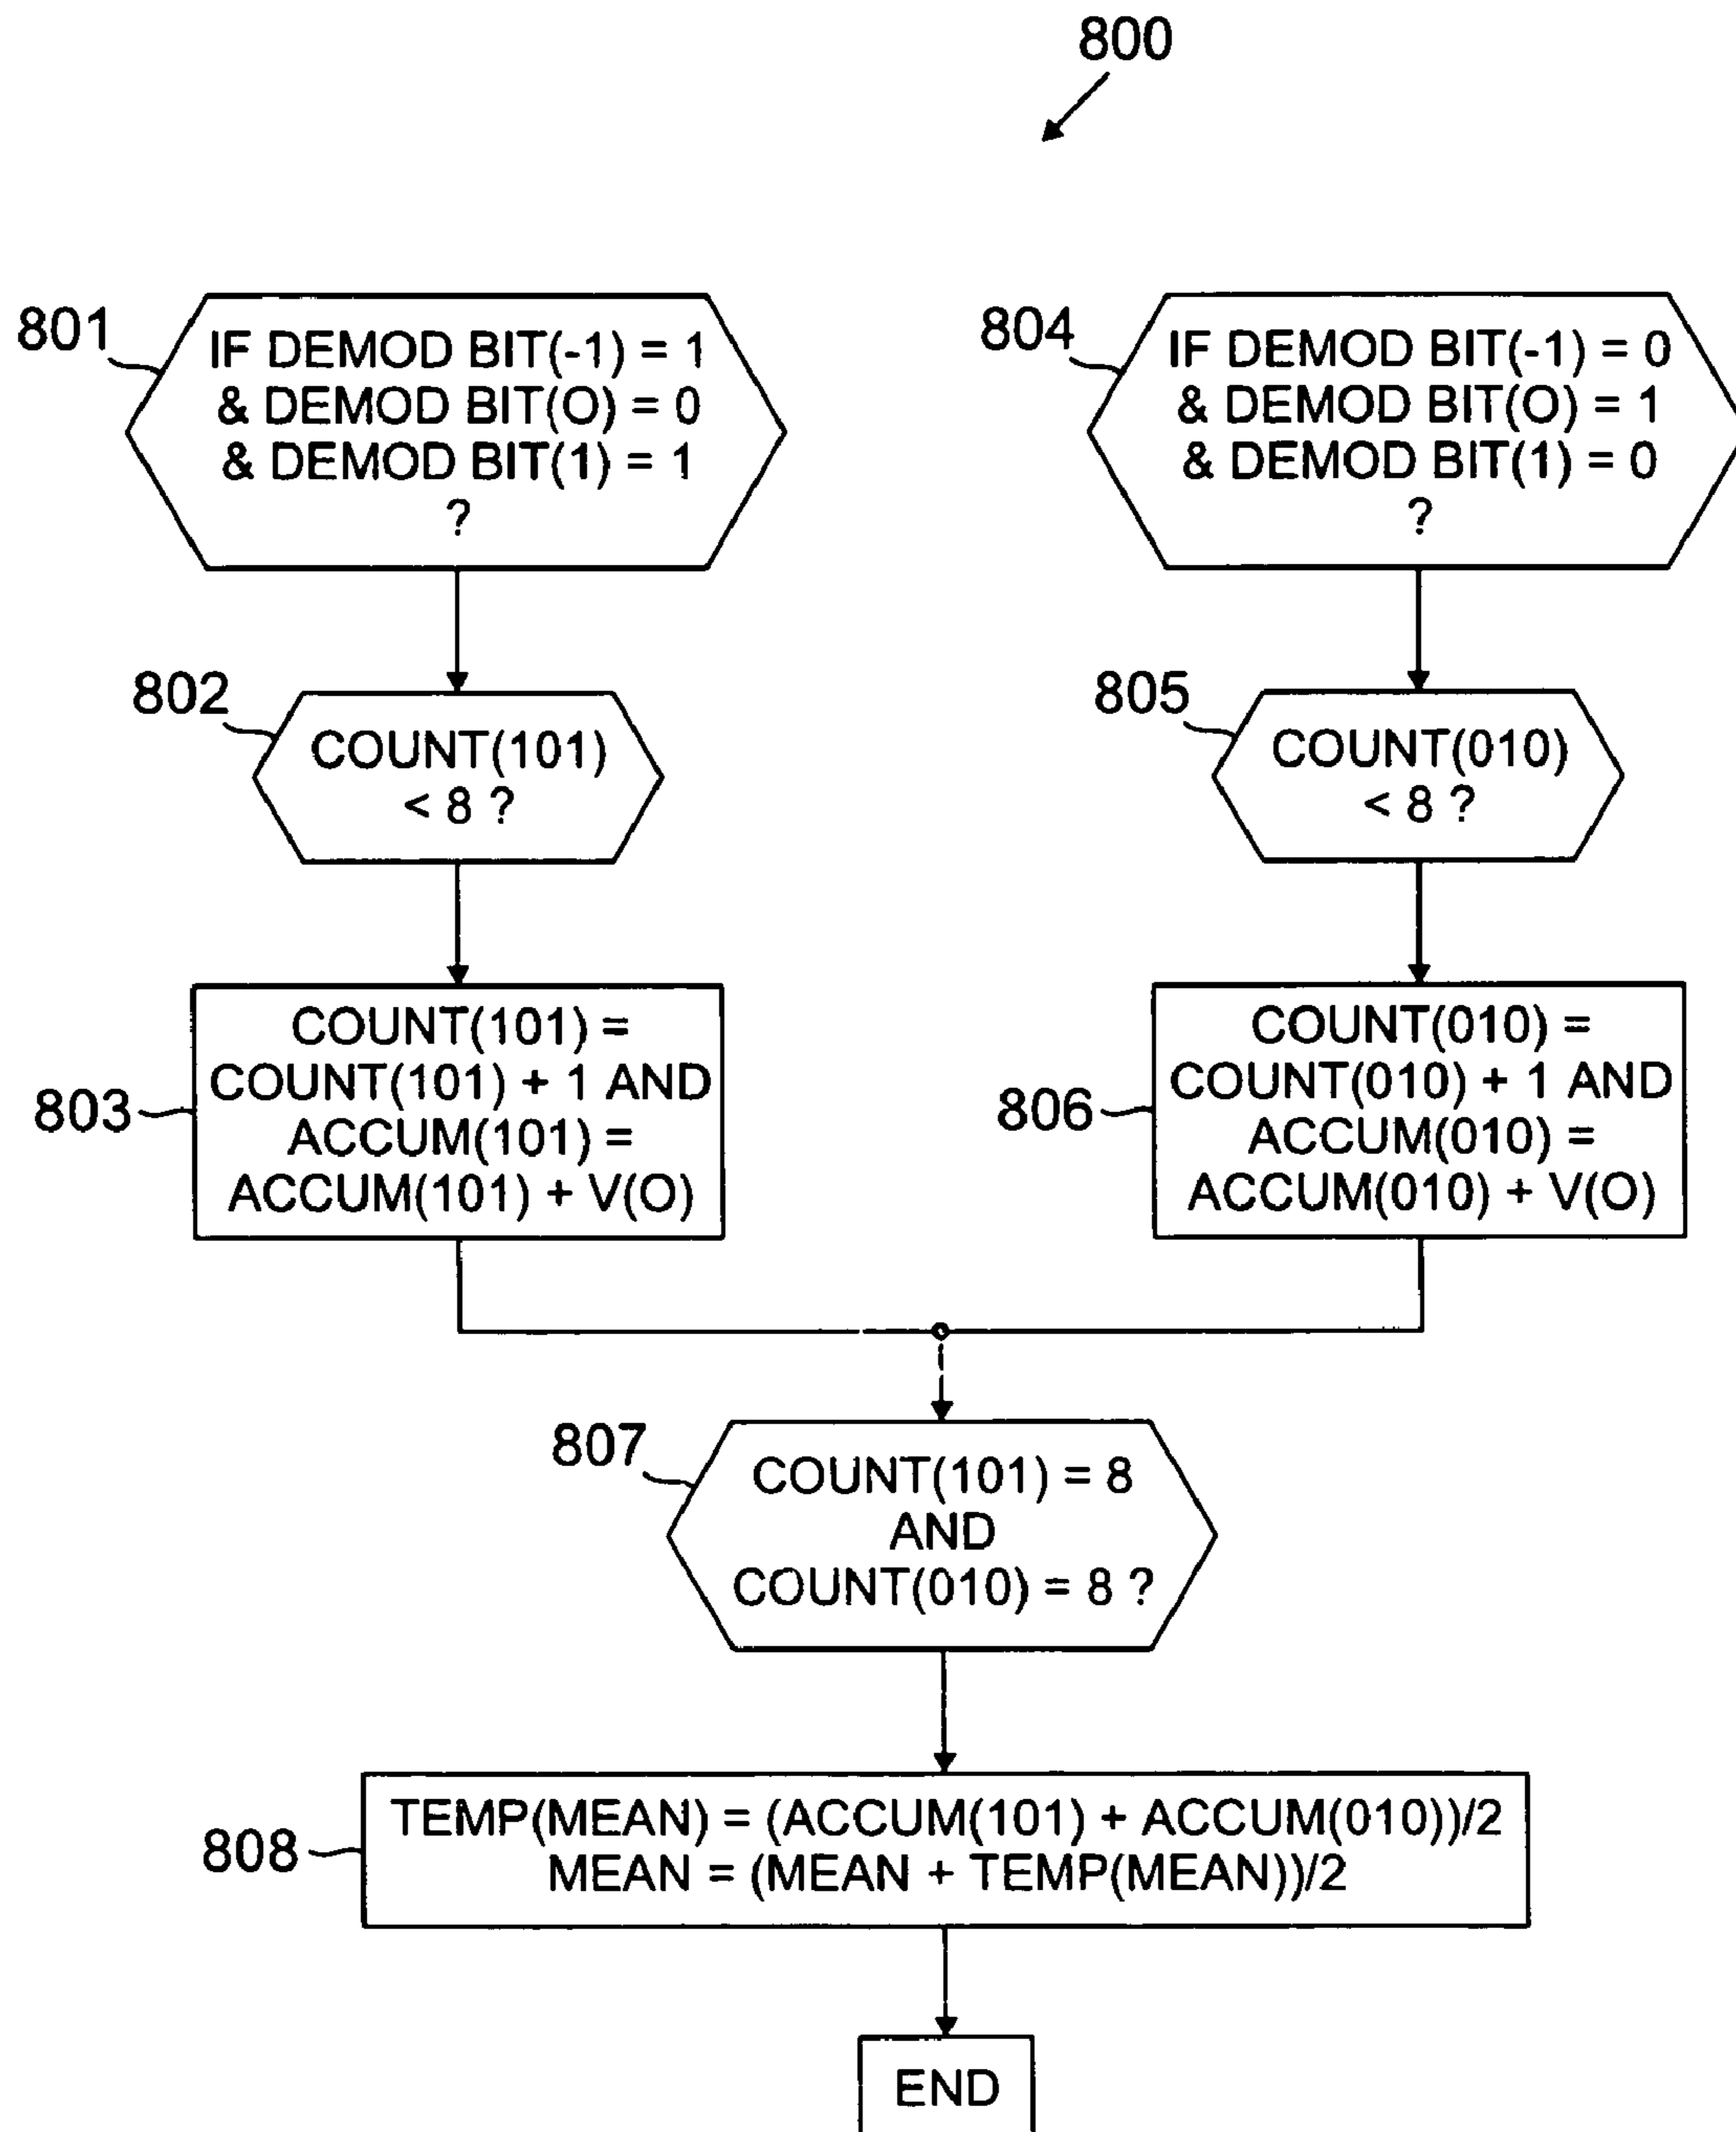 800
801
IF DEMOD BIT(-1) = 1
& DEMOD BIT(O) = 0
& DEMOD BIT(1) = 1
?
804
IF DEMOD BIT(-1) = 0
& DEMOD BIT(O) = 1
& DEMOD BIT(1) = 0
?
802
COUNT(101)
< 8 ?
805
COUNT(010)
< 8 ?
803
COUNT(101) =
COUNT(101) + 1 AND
ACCUM(101) =
ACCUM(101) + V(O)
806
COUNT(010) =
COUNT(010) + 1 AND
ACCUM(010) =
ACCUM(010) + V(O)
807
COUNT(101) = 8
AND
COUNT(010) = 8 ?
808
TEMP(MEAN) = (ACCUM(101) + ACCUM(010))/2
MEAN = (MEAN + TEMP(MEAN))/2
END